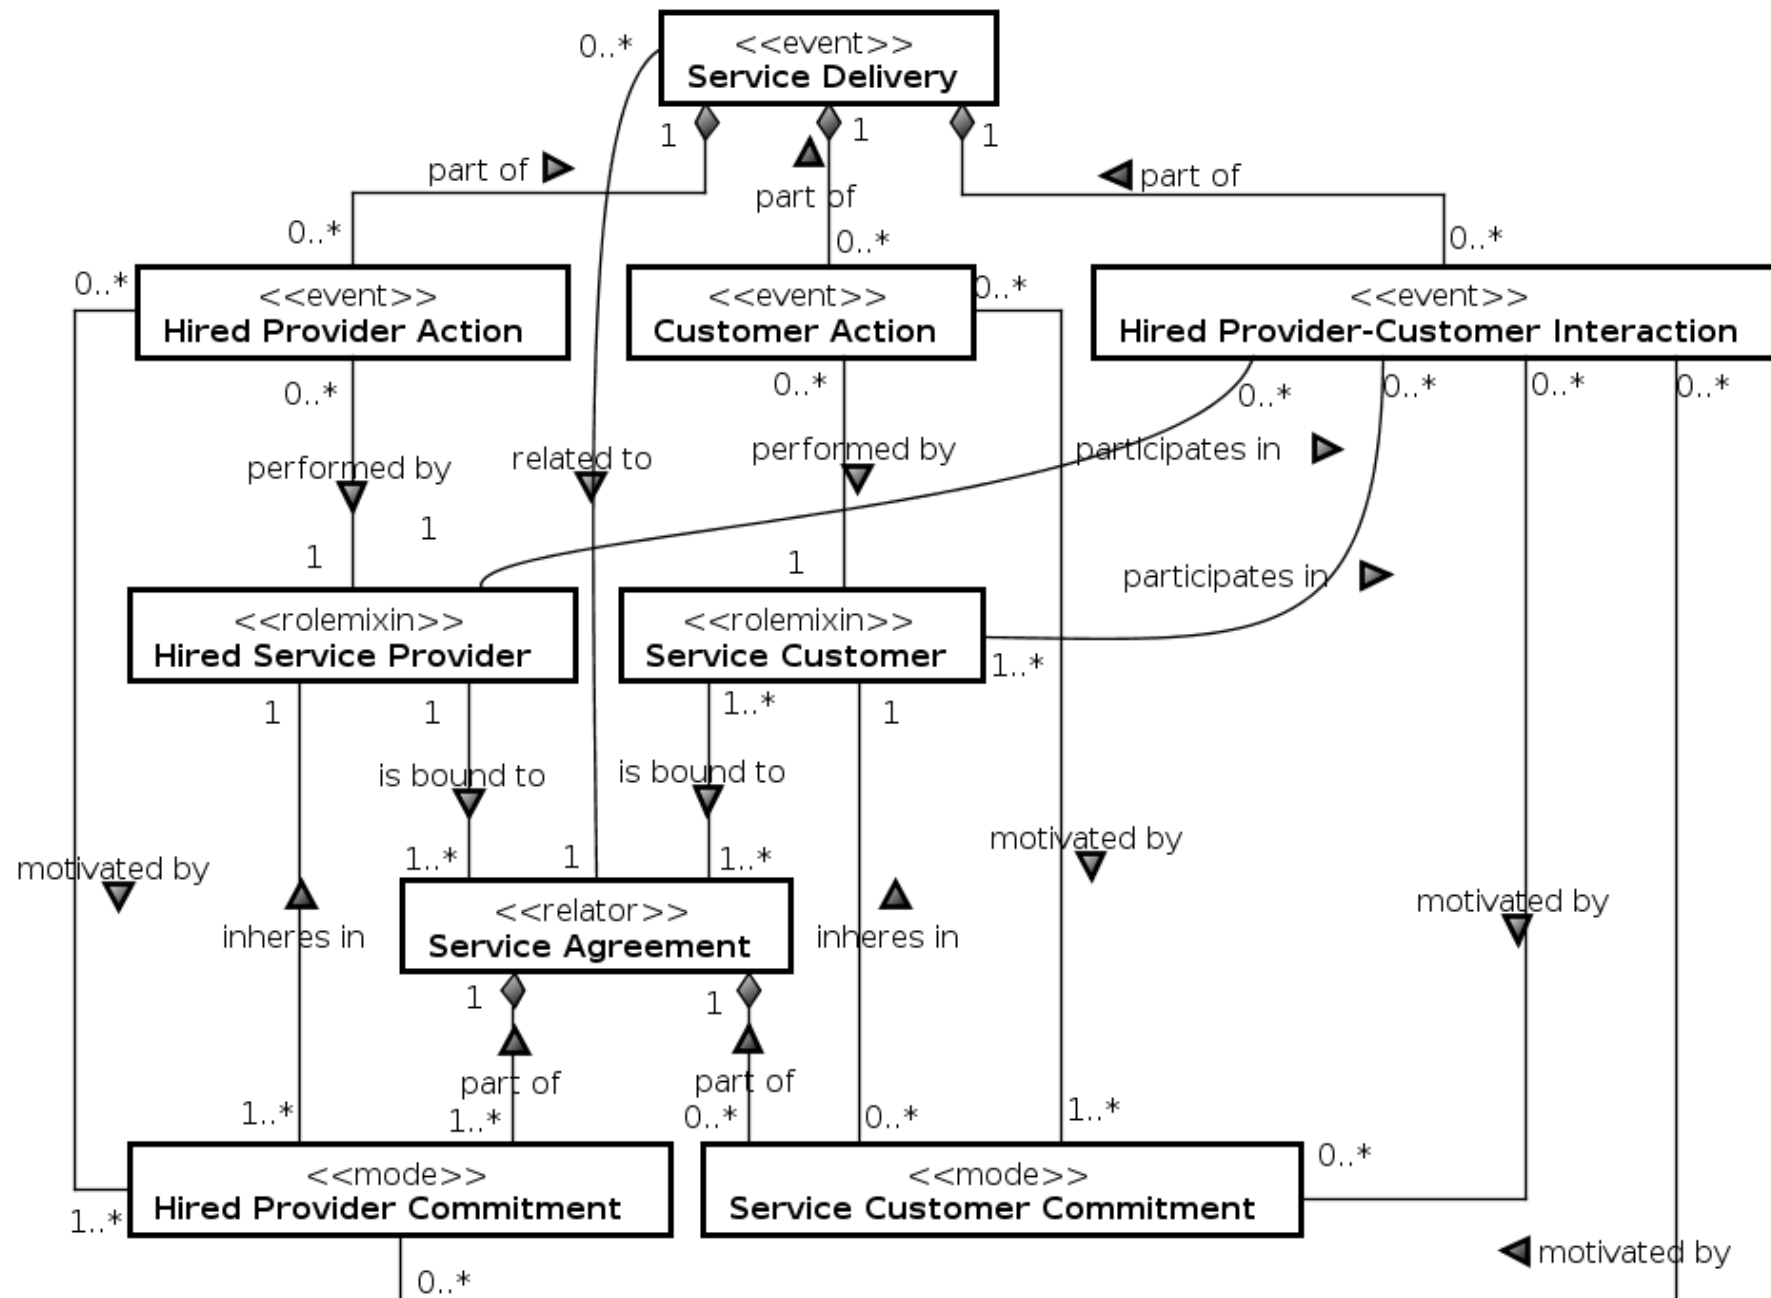 0..*
<<event>>
Service Delivery
1
1
1
part of
part of
part of
0..*
0..*
0..*
0..*
0..*
<<event>>
Hired Provider Action
<<event>>
Customer Action
<<event>>
Hired Provider-Customer Interaction
0..*
0..*
0..*
0..*
0..*
0..*
performed by
related to
performed by
participates in
1
1
1
participates in
<<rolemixin>>
Hired Service Provider
<<rolemixin>>
Service Customer
1..*
1
1
1..*
1
is bound to
is bound to
motivated by
1..*
1
1..*
motivated by
motivated by
<<relator>>
Service Agreement
inheres in
inheres in
1
1
part of
part of
1..*
1..*
0..*
0..*
1..*
0..*
<<mode>>
Hired Provider Commitment
<<mode>>
Service Customer Commitment
1..*
motivated by
0..*